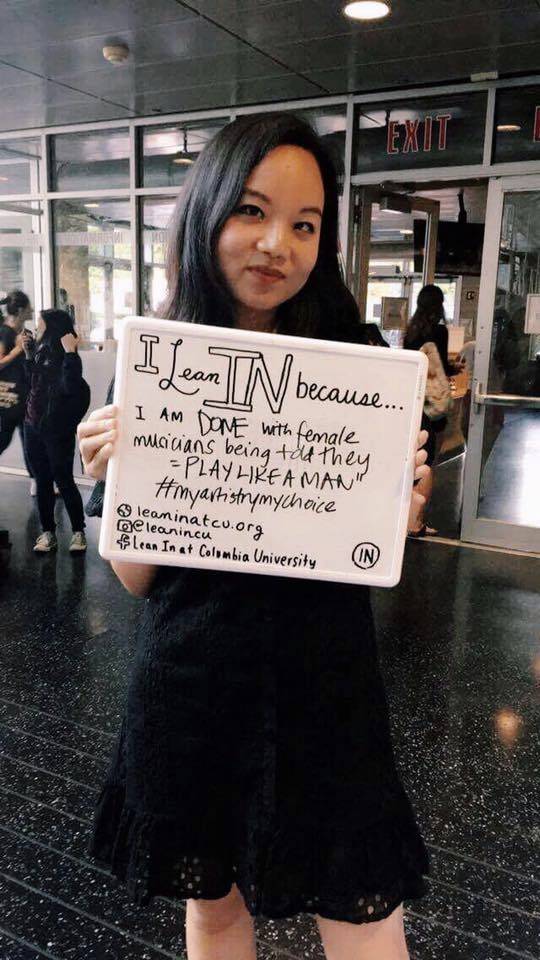 EXIT
I Lean IN because...
I AM DONE with female
musicians being told they
"PLAY LIKE A MAN"
#myartistrymychoice
leaninatcu.org
@leanincu
Lean In at Columbia University
IN